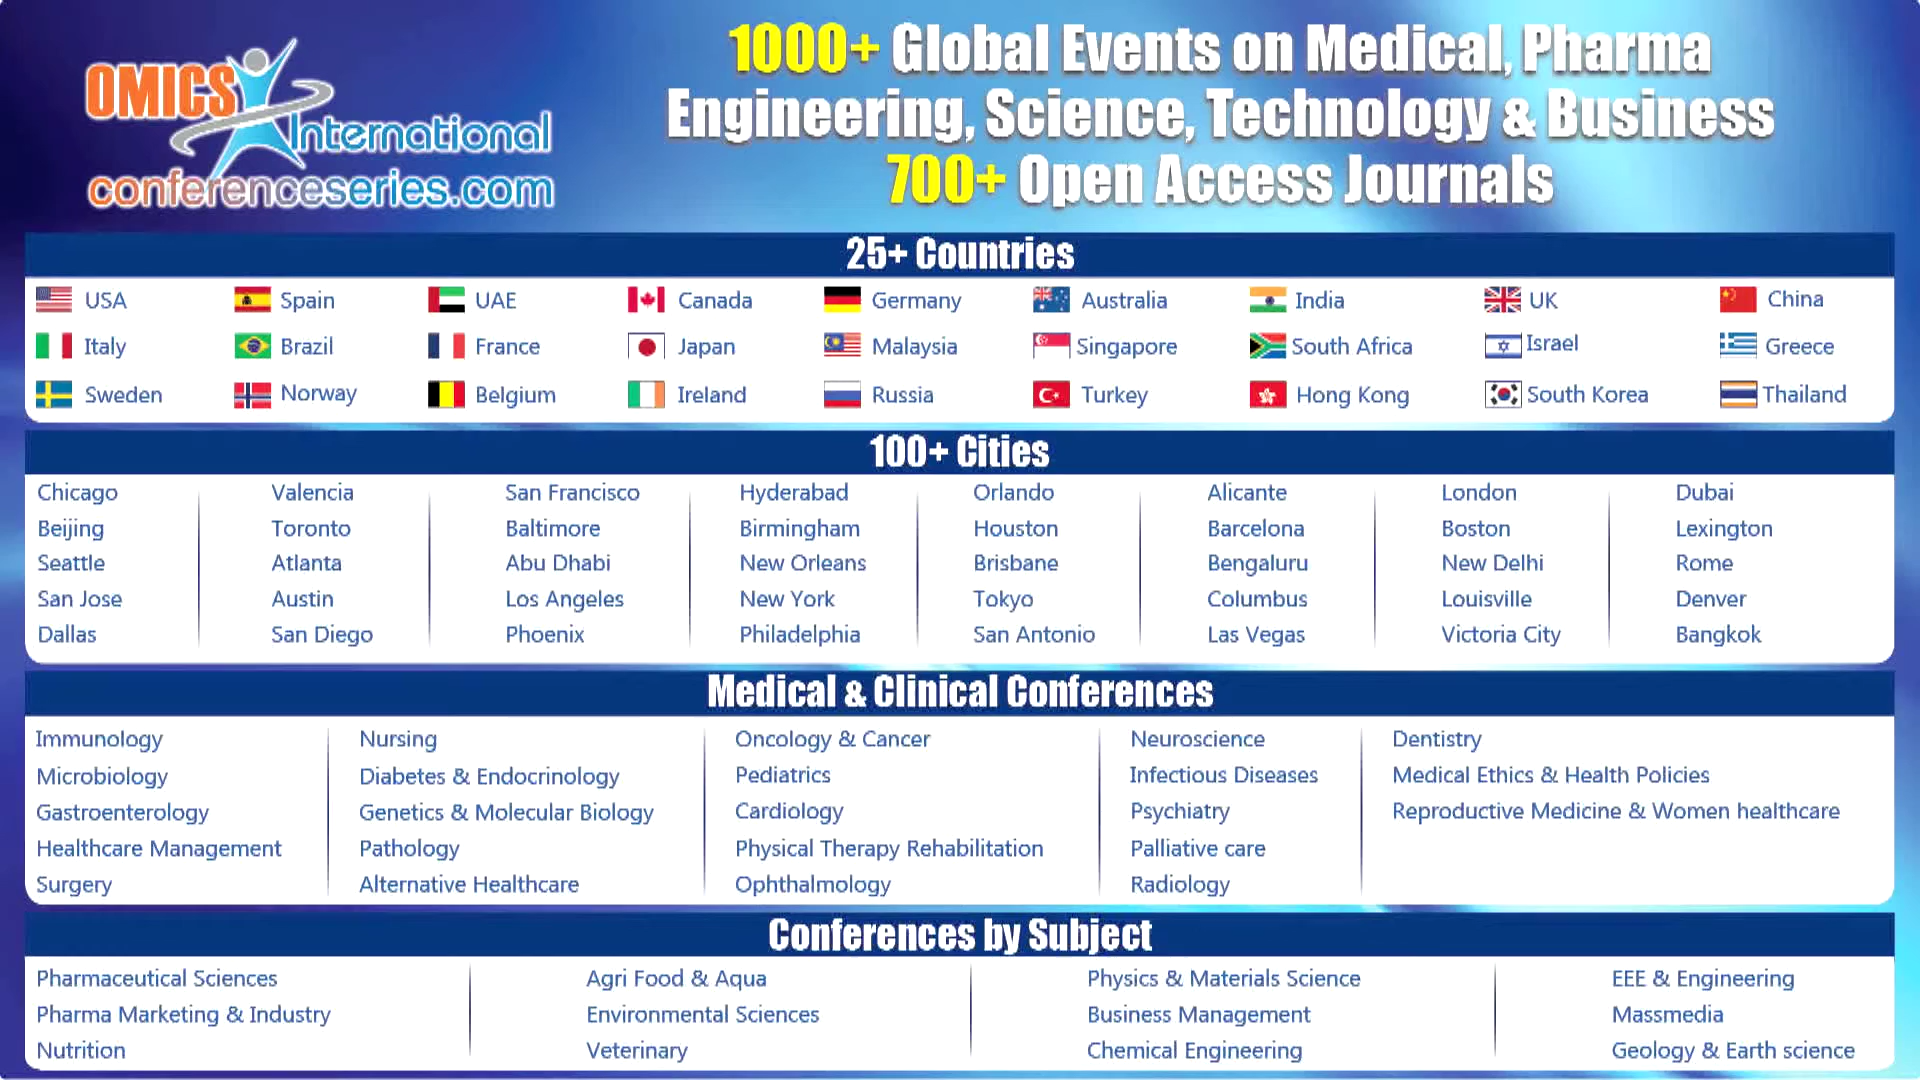 OMICS
International
conferenceseries.com
1000+ Global Events on Medical, Pharma
Engineering, Science, Technology & Business
700+ Open Access Journals
25+ Countries
USA Spain UAE Canada Germany Australia India UK China
Italy Brazil France Japan Malaysia Singapore South Africa Israel Greece
Sweden Norway Belgium Ireland Russia Turkey Hong Kong South Korea Thailand
100+ Cities
Chicago Valencia San Francisco Hyderabad Orlando Alicante London Dubai
Beijing Toronto Baltimore Birmingham Houston Barcelona Boston Lexington
Seattle Atlanta Abu Dhabi New Orleans Brisbane Bengaluru New Delhi Rome
San Jose Austin Los Angeles New York Tokyo Columbus Louisville Denver
Dallas San Diego Phoenix Philadelphia San Antonio Las Vegas Victoria City Bangkok
Medical & Clinical Conferences
Immunology Nursing Oncology & Cancer Neuroscience Dentistry
Microbiology Diabetes & Endocrinology Pediatrics Infectious Diseases Medical Ethics & Health Policies
Gastroenterology Genetics & Molecular Biology Cardiology Psychiatry Reproductive Medicine & Women healthcare
Healthcare Management Pathology Physical Therapy Rehabilitation Palliative care
Surgery Alternative Healthcare Ophthalmology Radiology
Conferences by Subject
Pharmaceutical Sciences Agri Food & Aqua Physics & Materials Science EEE & Engineering
Pharma Marketing & Industry Environmental Sciences Business Management Massmedia
Nutrition Veterinary Chemical Engineering Geology & Earth science